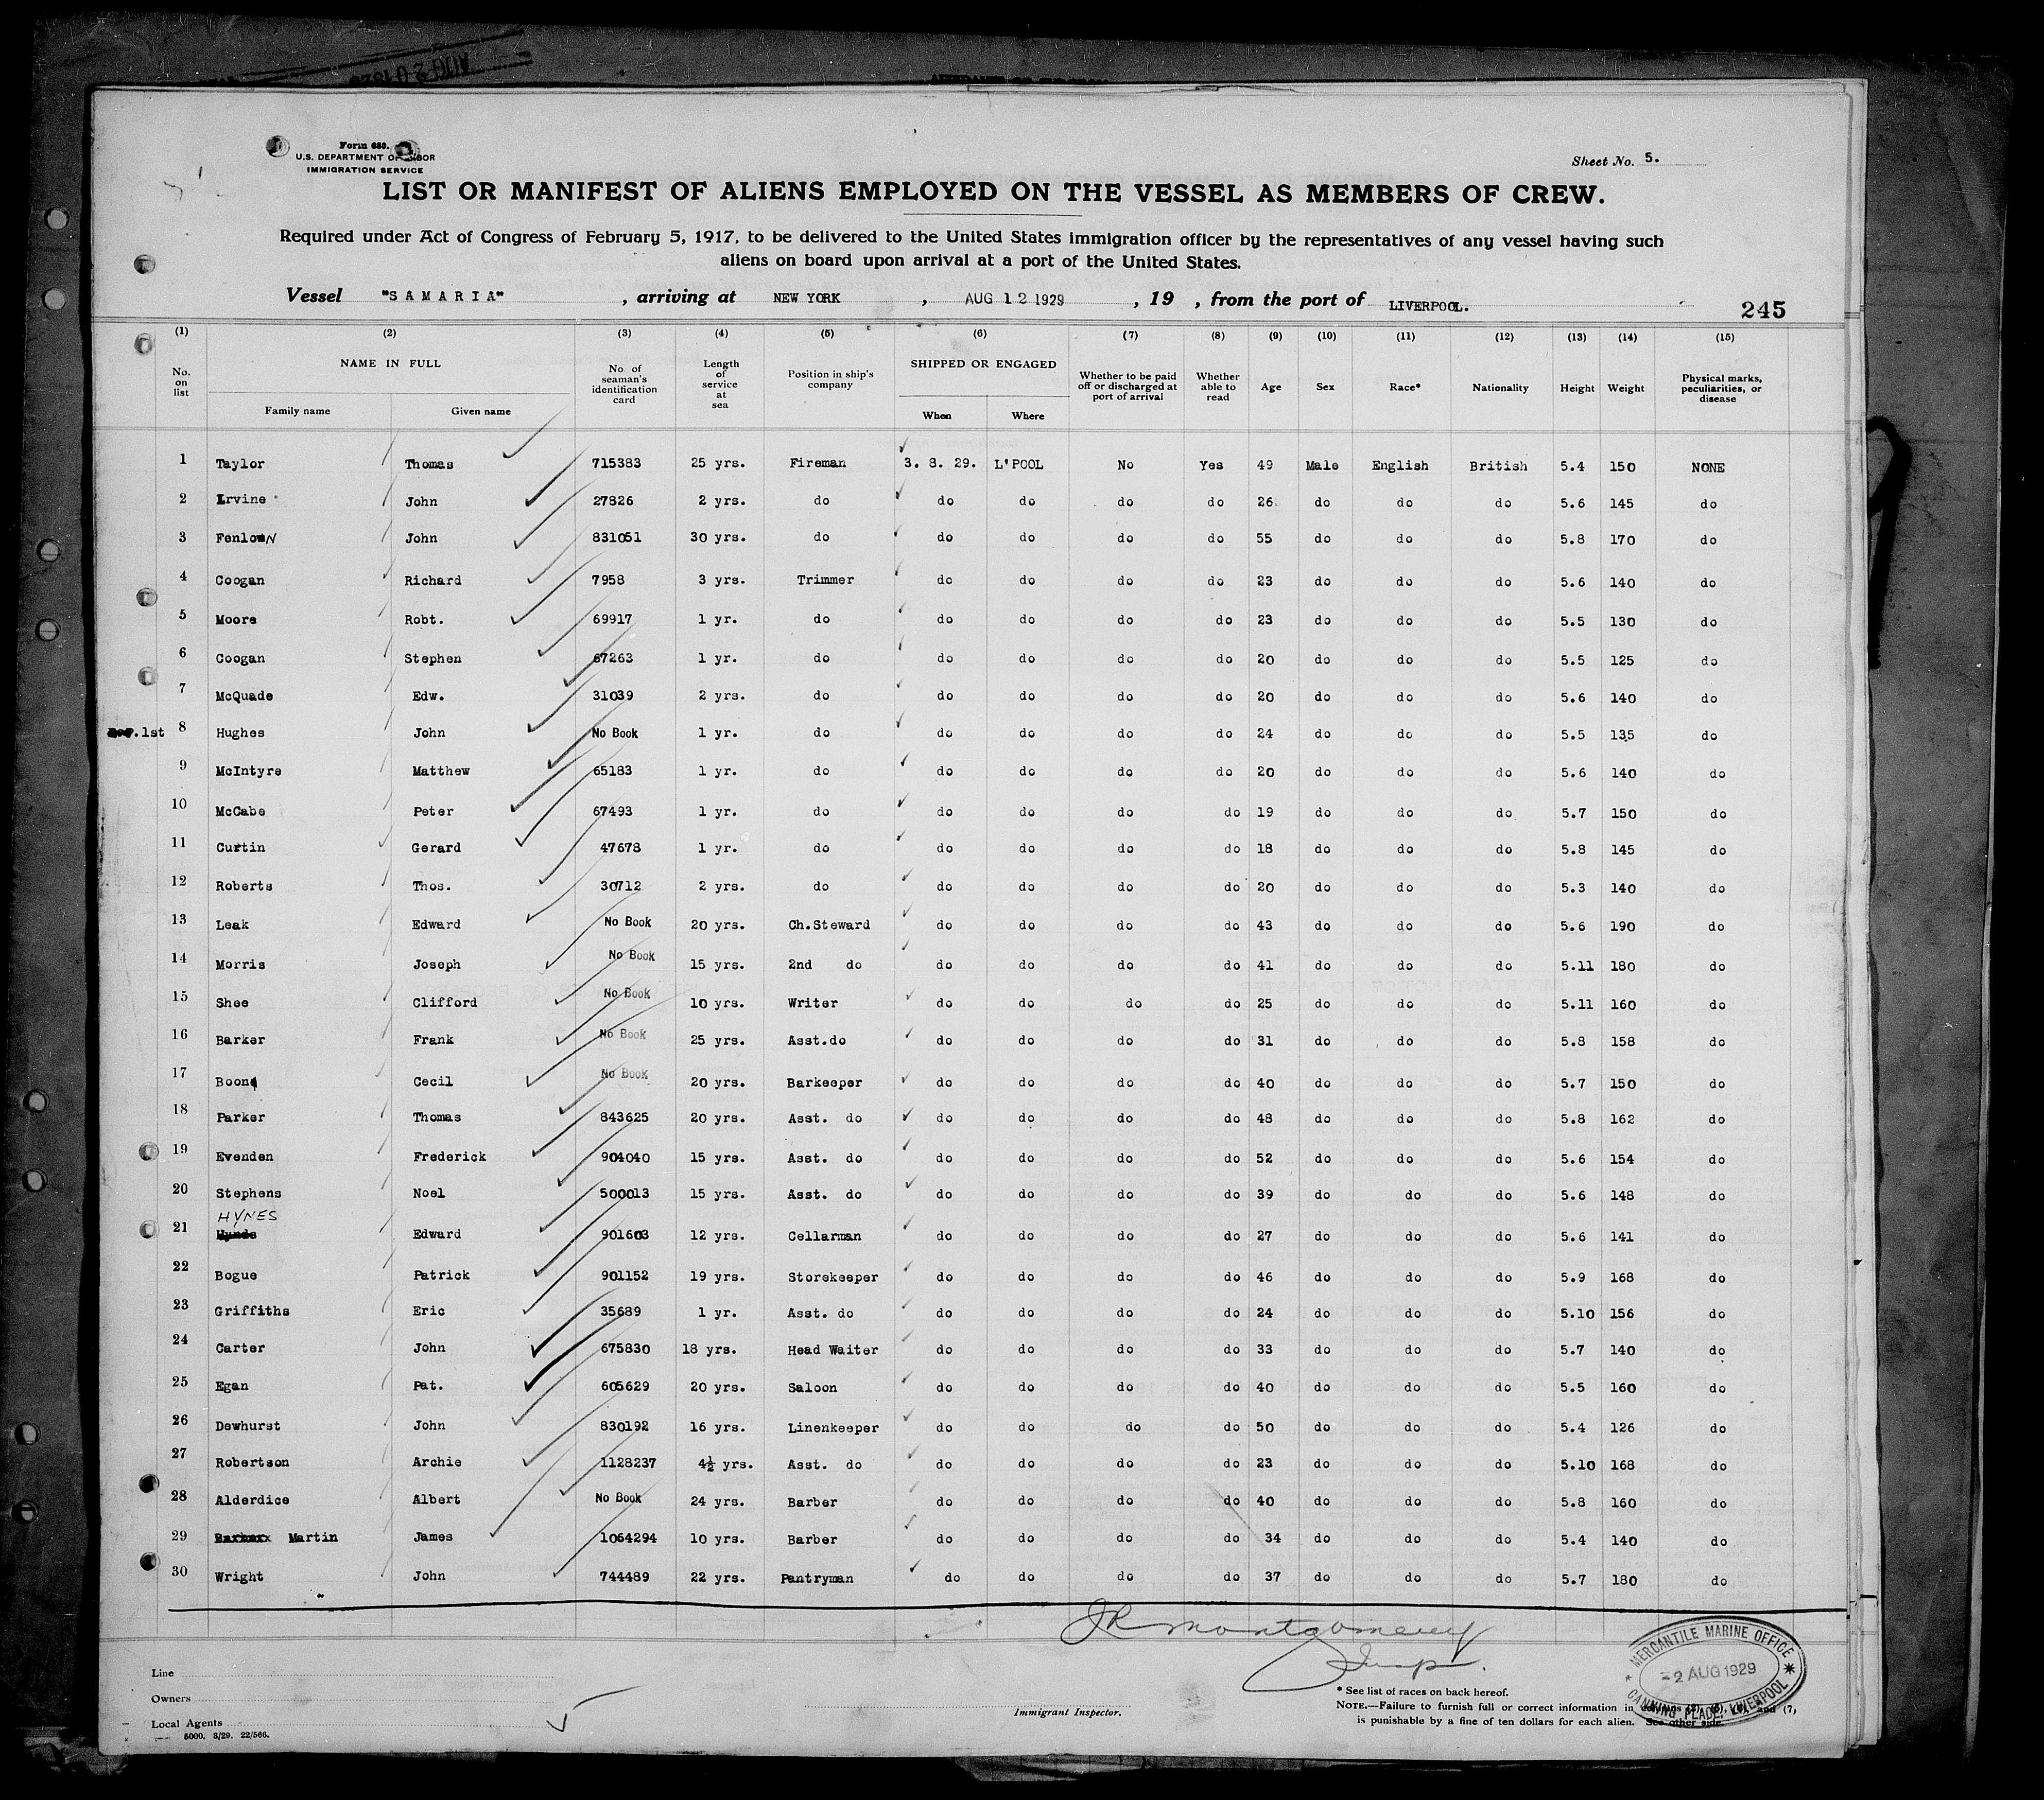 Form 680.
U.S. DEPARTMENT OF LABOR
IMMIGRATION SERVICE
Sheet No. 5.
LIST OR MANIFEST OF ALIENS EMPLOYED ON THE VESSEL AS MEMBERS OF CREW.
Required under Act of Congress of February 5, 1917, to be delivered to the United States immigration officer by the representatives of any vessel having such
aliens on board upon arrival at a port of the United States.
Vessel "SAMARIA", arriving at NEW YORK, AUG 12 1929, 19 , from the port of LIVERPOOL.
245
(1) (2) (3) (4) (5) (6) (7) (8) (9) (10) (11) (12) (13) (14) (15)
No. on list NAME IN FULL Family name Given name No. of seaman's identification card Length of service at sea Position in ship's company SHIPPED OR ENGAGED When Where Whether to be paid off or discharged at port of arrival Whether able to read Age Sex Race* Nationality Height Weight Physical marks, peculiarities, or disease
1 Taylor Thomas 715383 25 yrs. Fireman 3. 8. 29. L'POOL No Yes 49 Male English British 5.4 150 NONE
2 Irvine John 27826 2 yrs. do do do do do 26 do do do 5.6 145 do
3 Fenlon John 831051 30 yrs. do do do do do 55 do do do 5.8 170 do
4 Coogan Richard 7958 3 yrs. Trimmer do do do do 23 do do do 5.6 140 do
5 Moore Robt. 69917 1 yr. do do do do do 23 do do do 5.5 130 do
6 Coogan Stephen 67263 1 yr. do do do do do 20 do do do 5.5 125 do
7 McQuade Edw. 31039 2 yrs. do do do do do 20 do do do 5.6 140 do
1st 8 Hughes John No Book 1 yr. do do do do do 24 do do do 5.5 135 do
9 McIntyre Matthew 65183 1 yr. do do do do do 20 do do do 5.6 140 do
10 McCabe Peter 67493 1 yr. do do do do do 19 do do do 5.7 150 do
11 Curtin Gerard 47678 1 yr. do do do do do 18 do do do 5.8 145 do
12 Roberts Thos. 30712 2 yrs. do do do do do 20 do do do 5.3 140 do
13 Leak Edward No Book 20 yrs. Ch.Steward do do do do 43 do do do 5.6 190 do
14 Morris Joseph No Book 15 yrs. 2nd do do do do do 41 do do do 5.11 180 do
15 Shee Clifford No Book 10 yrs. Writer do do do do 25 do do do 5.11 160 do
16 Barker Frank No Book 25 yrs. Asst.do do do do do 31 do do do 5.8 158 do
17 Boond Cecil No Book 20 yrs. Barkeeper do do do do 40 do do do 5.7 150 do
18 Parker Thomas 843625 20 yrs. Asst. do do do do do 48 do do do 5.8 162 do
19 Evenden Frederick 904040 15 yrs. Asst. do do do do do 52 do do do 5.6 154 do
20 Stephens Noel 500013 15 yrs. Asst. do do do do do 39 do do do 5.6 148 do
HYNES
21 Hynds Edward 901603 12 yrs. Cellarman do do do do 27 do do do 5.6 141 do
22 Bogue Patrick 901152 19 yrs. Storekeeper do do do do 46 do do do 5.9 168 do
23 Griffiths Eric 35689 1 yr. Asst. do do do do do 24 do do do 5.10 156 do
24 Carter John 675830 18 yrs. Head Waiter do do do do 33 do do do 5.7 140 do
25 Egan Pat. 605629 20 yrs. Saloon do do do do 40 do do do 5.5 160 do
26 Dewhurst John 830192 16 yrs. Linenkeeper do do do do 50 do do do 5.4 126 do
27 Robertson Archie 1128237 4½ yrs. Asst. do do do do do 23 do do do 5.10 168 do
28 Alderdice Albert No Book 24 yrs. Barber do do do do 40 do do do 5.8 160 do
29 Martin James 1064294 10 yrs. Barber do do do do 34 do do do 5.4 140 do
30 Wright John 744489 22 yrs. Pantryman do do do do 37 do do do 5.7 180 do
JR Montgomery
Insp.
MERCANTILE MARINE OFFICE
2 AUG 1929
CANNING PLACE, LIVERPOOL
Line
Owners
Local Agents
5000. 3/29. 22/566.
Immigrant Inspector.
* See list of races on back hereof.
NOTE.—Failure to furnish full or correct information in columns and (7,
is punishable by a fine of ten dollars for each alien. See other side.